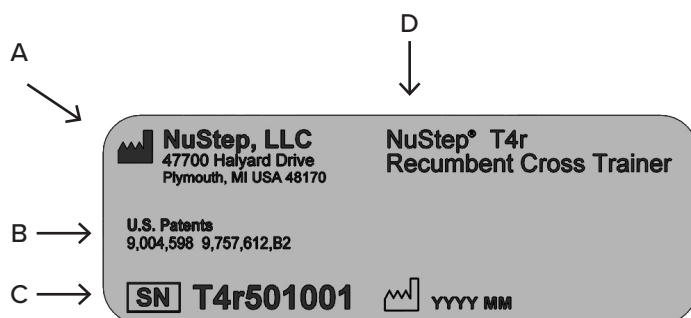 A
D
NuStep, LLC
47700 Halyard Drive
Plymouth, MI USA 48170
NuStep® T4r
Recumbent Cross Trainer
B
U.S. Patents
9,004,598 9,757,612,B2
C
SN T4r501001
YYYY MM